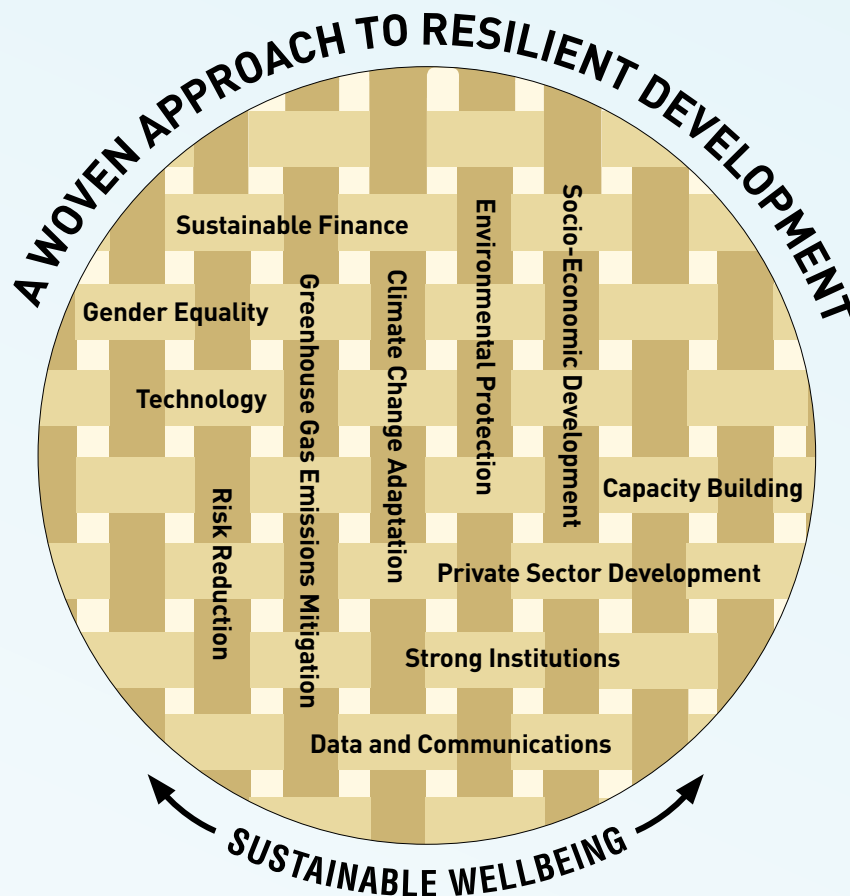 A WOVEN APPROACH TO RESILIENT DEVELOPMENT
Sustainable Finance
Gender Equality
Technology
Risk Reduction
Greenhouse Gas Emissions Mitigation
Climate Change Adaptation
Environmental Protection
Socio-Economic Development
Capacity Building
Private Sector Development
Strong Institutions
Data and Communications
SUSTAINABLE WELLBEING